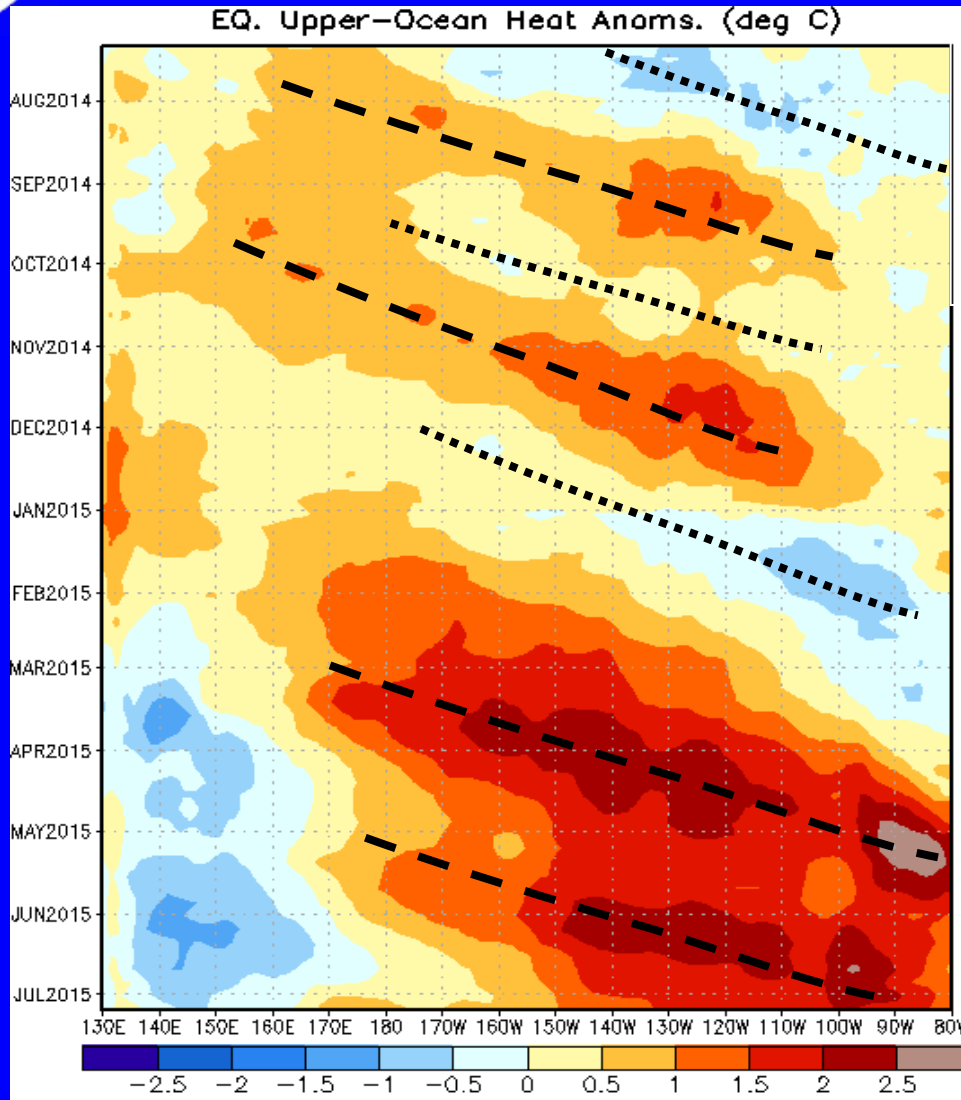 EQ. Upper-Ocean Heat Anoms. (deg C)
AUG2014
SEP2014
OCT2014
NOV2014
DEC2014
JAN2015
FEB2015
MAR2015
APR2015
MAY2015
JUN2015
JUL2015
130E 140E 150E 160E 170E 180 170W 160W 150W 140W 130W 120W 110W 100W 90W 80W
-2.5 -2 -1.5 -1 -0.5 0 0.5 1 1.5 2 2.5